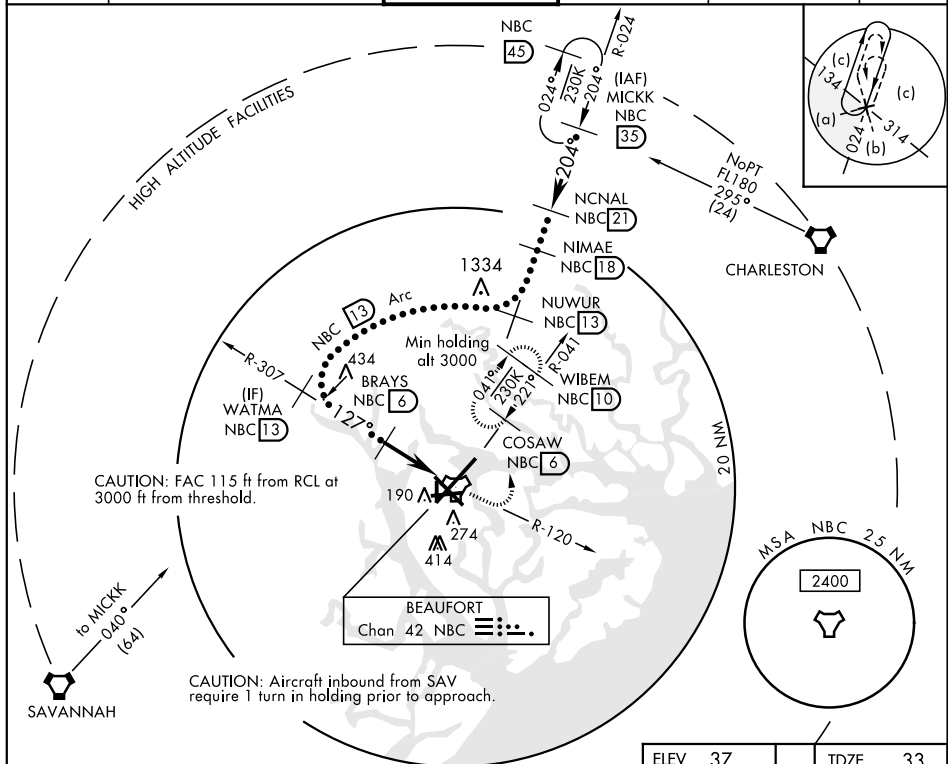 NBC
45
R-024
024°
230K
204°
(IAF)
MICKK
NBC
35
204°
HIGH ALTITUDE FACILITIES
(c)
134
(c)
(a)
314
024
(b)
NoPT
FL180
295°
(24)
CHARLESTON
NCNAL
NBC 21
NIMAE
NBC 18
1334
NBC 13 Arc
NUWUR
NBC 13
Min holding
alt 3000
R-041
041°
230K
221°
WIBEM
NBC 10
R-307
434
BRAYS
NBC 6
(IF)
WATMA
NBC 13
127°
COSAW
NBC 6
20 NM
CAUTION: FAC 115 ft from RCL at
3000 ft from threshold.
190
274
414
R-120
MSA NBC 25 NM
2400
BEAUFORT
Chan 42 NBC
to MICKK
040°
(64)
SAVANNAH
CAUTION: Aircraft inbound from SAV
require 1 turn in holding prior to approach.
ELEV 37
TDZE 33